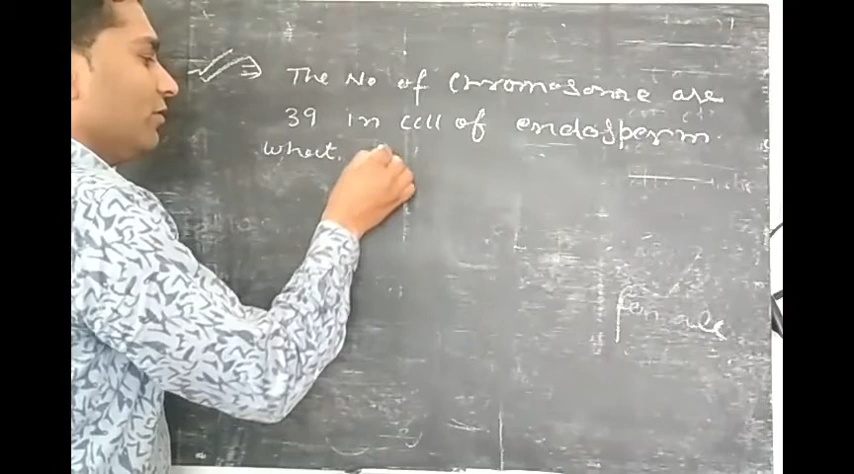 The No of Chromosome are
39 in cell of endosperm
what.
female